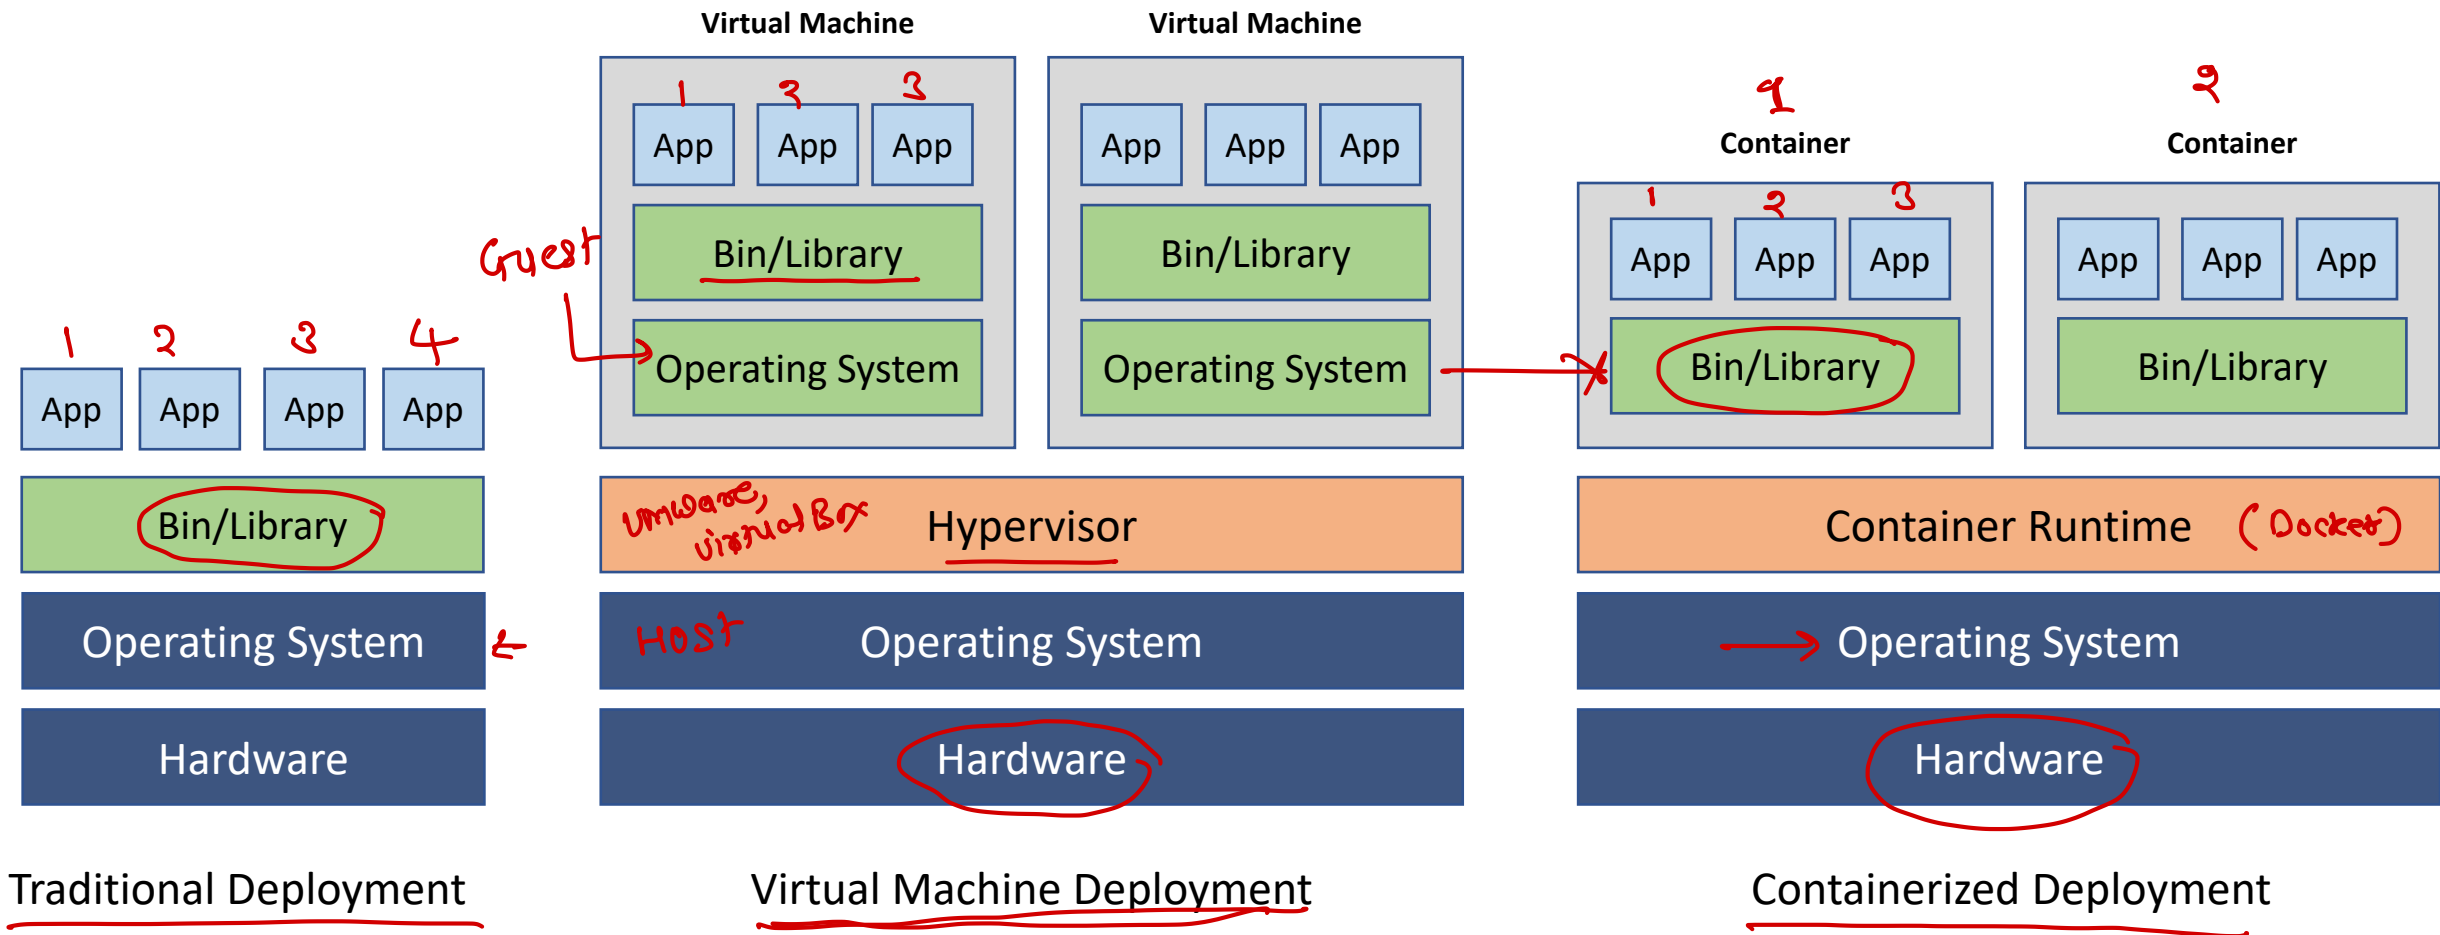 Virtual Machine
Virtual Machine
1 2 3
App App App
App App App
Guest
Bin/Library
Bin/Library
Operating System
Operating System
1
2
Container
Container
1 2 3
App App App
App App App
Bin/Library
Bin/Library
1 2 3 4
App App App App
Bin/Library
vmware,
virtualBox
Hypervisor
Container Runtime (Docker)
Operating System
HOST Operating System
Operating System
Hardware
Hardware
Hardware
Traditional Deployment
Virtual Machine Deployment
Containerized Deployment